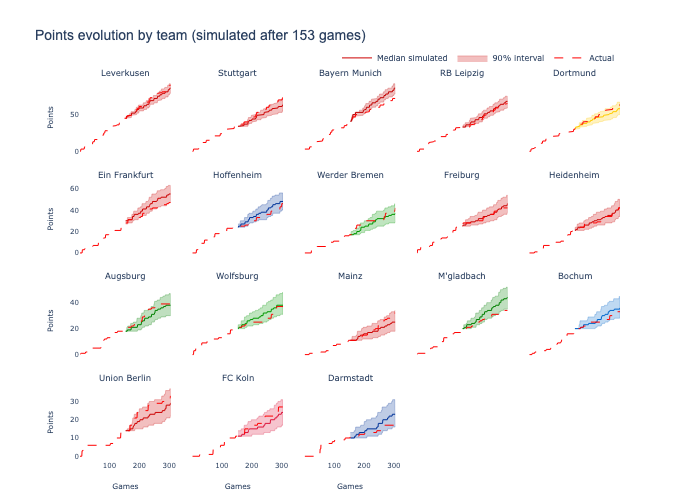 Points evolution by team (simulated after 153 games)
Median simulated 90% interval Actual
Leverkusen Stuttgart Bayern Munich RB Leipzig Dortmund
50
0
Points
Ein Frankfurt Hoffenheim Werder Bremen Freiburg Heidenheim
60
40
20
0
Points
Augsburg Wolfsburg Mainz M'gladbach Bochum
40
20
0
Points
Union Berlin FC Koln Darmstadt
30
20
10
0
Points
100 200 300 100 200 300 100 200 300
Games Games Games